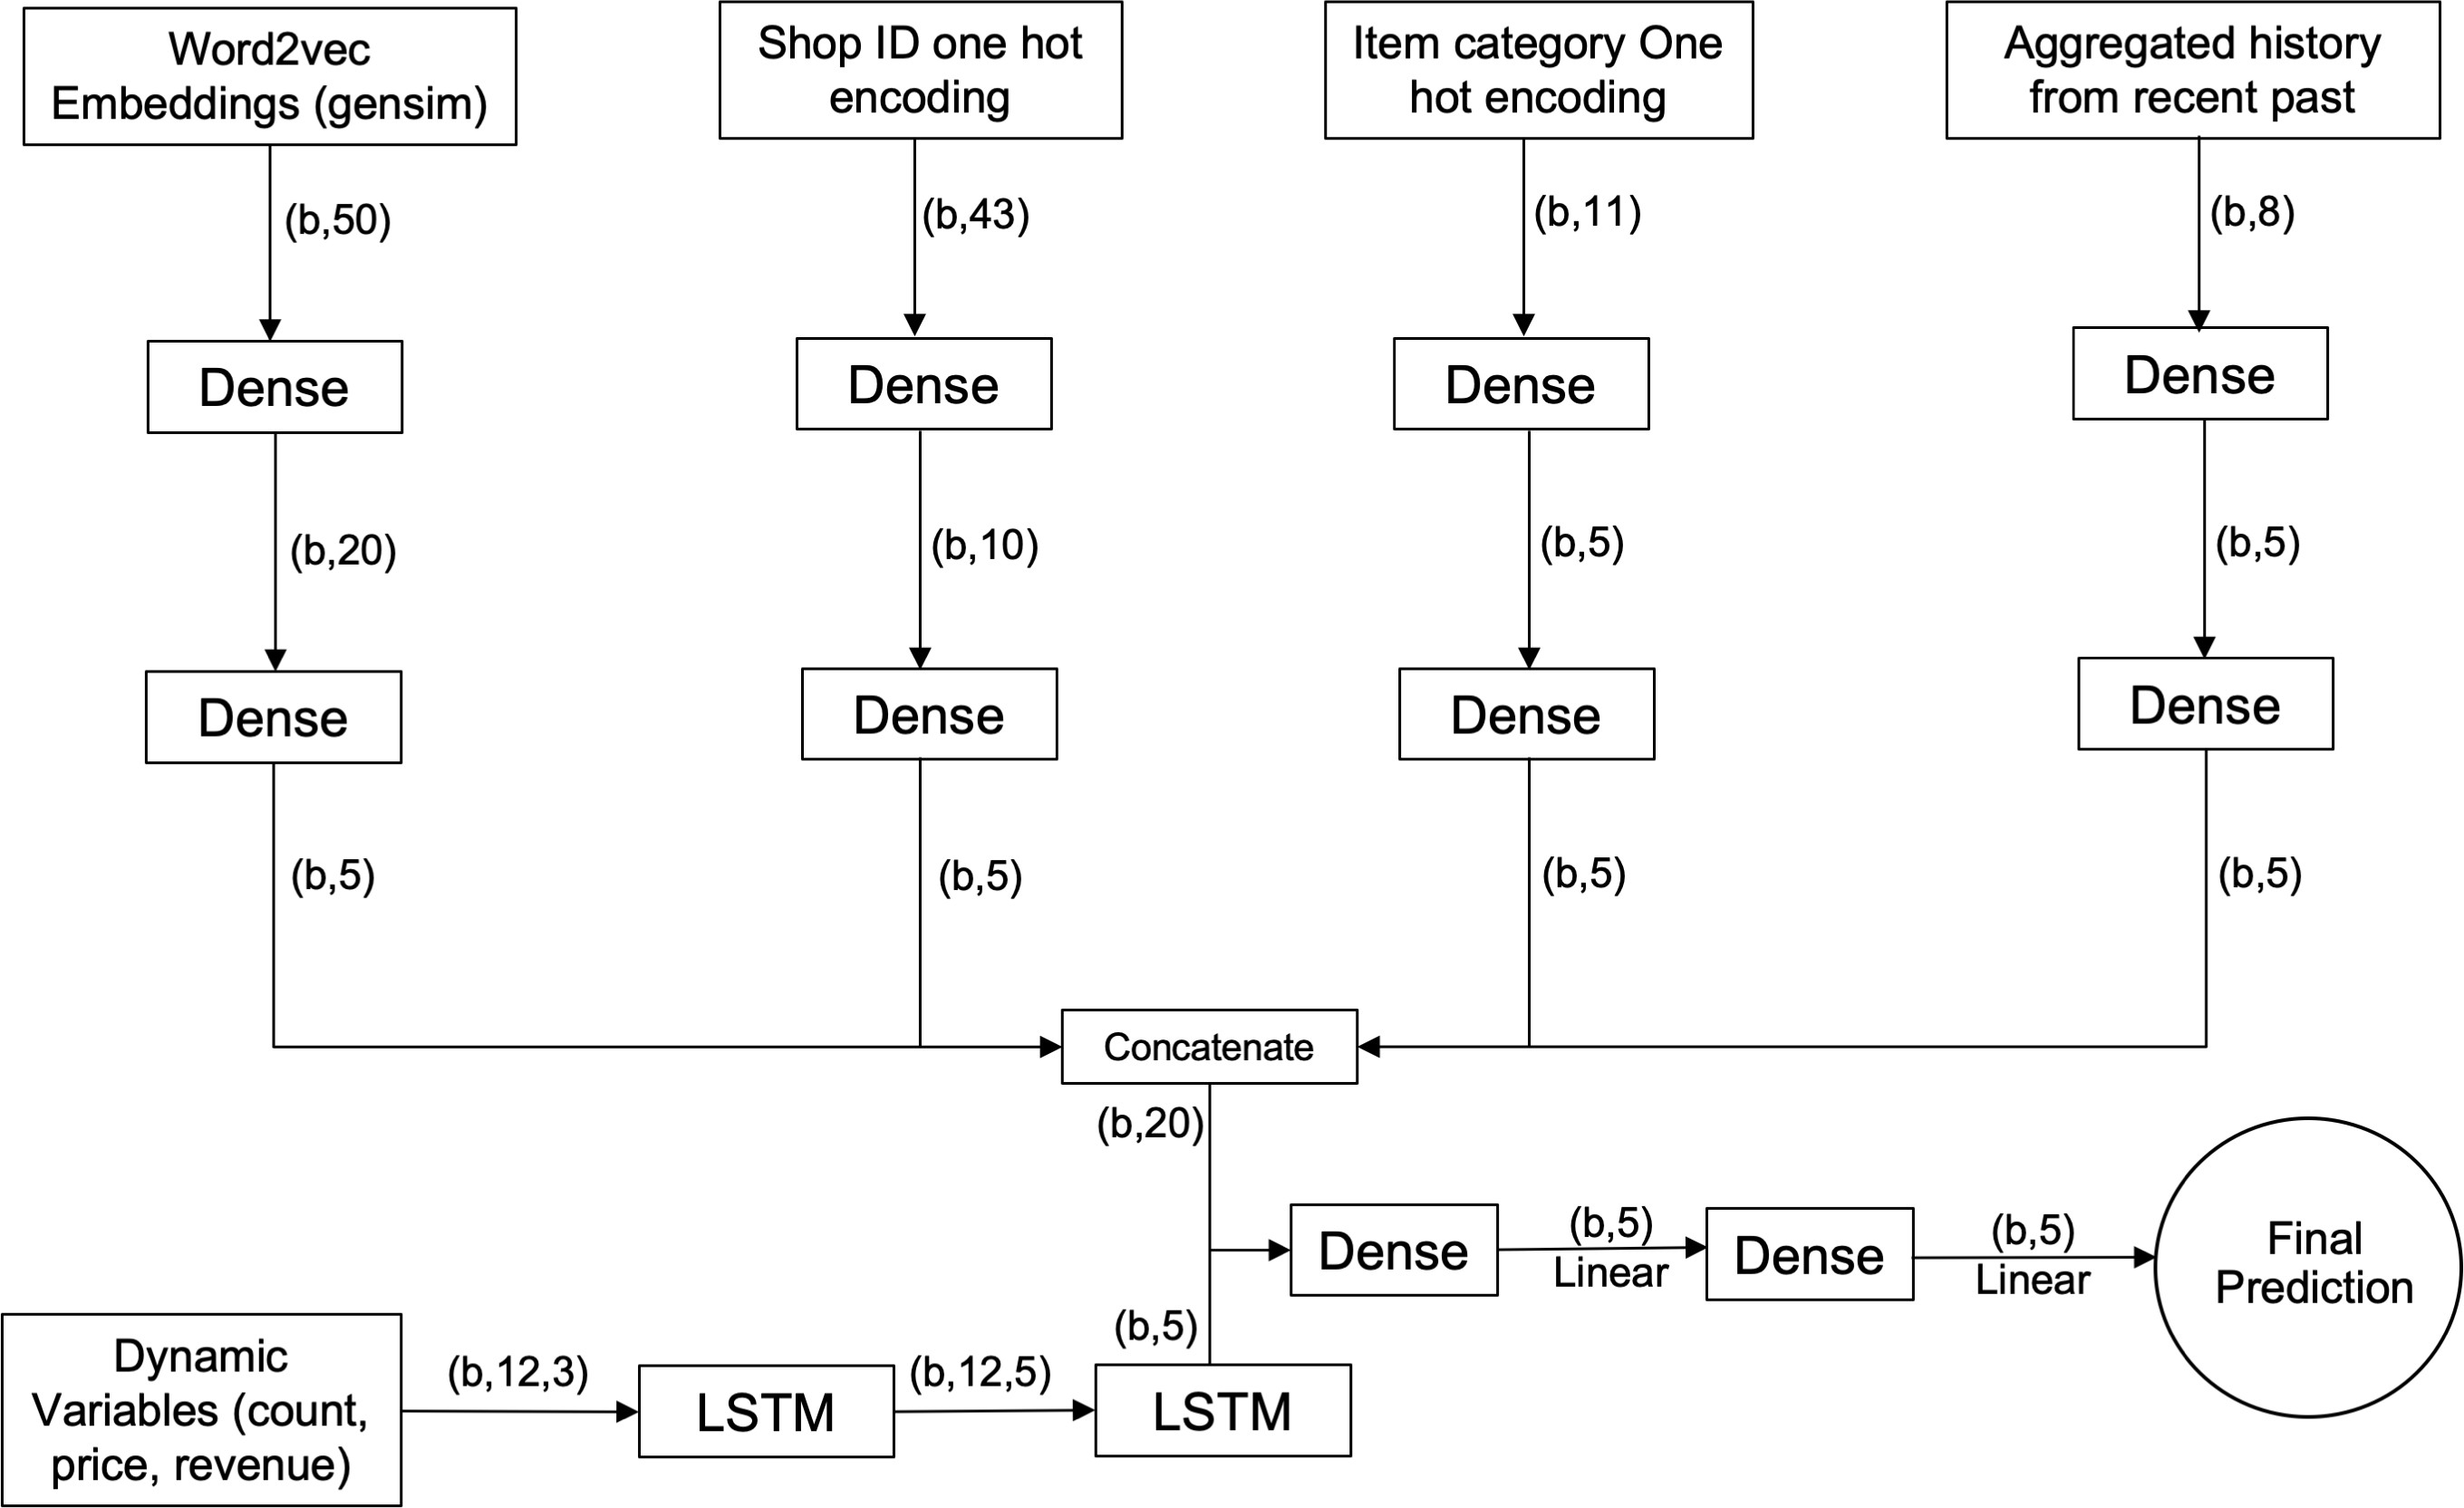 Word2vec
Embeddings (gensim)
Shop ID one hot
encoding
Item category One
hot encoding
Aggregated history
from recent past
(b,50)
(b,43)
(b,11)
(b,8)
Dense
Dense
Dense
Dense
(b,20)
(b,10)
(b,5)
(b,5)
Dense
Dense
Dense
Dense
(b,5)
(b,5)
(b,5)
(b,5)
Concatenate
(b,20)
Dense
(b,5)
Linear
Dense
(b,5)
Linear
Final
Prediction
Dynamic
Variables (count,
price, revenue)
(b,12,3)
LSTM
(b,12,5)
(b,5)
LSTM